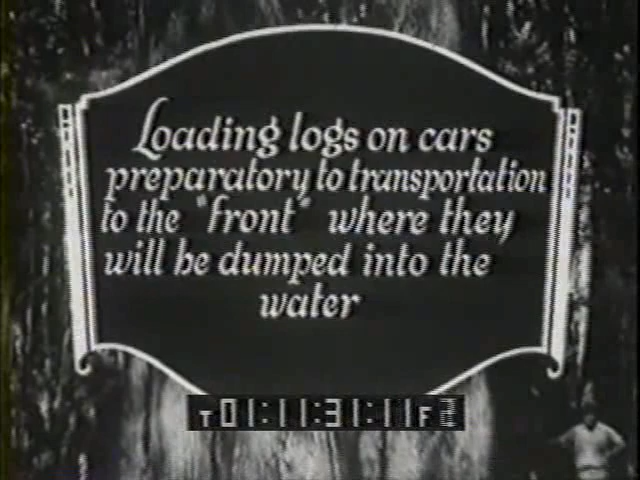 Loading logs on cars
preparatory to transportation
to the "front" where they
will be dumped into the
water
T01:11:31:11F2